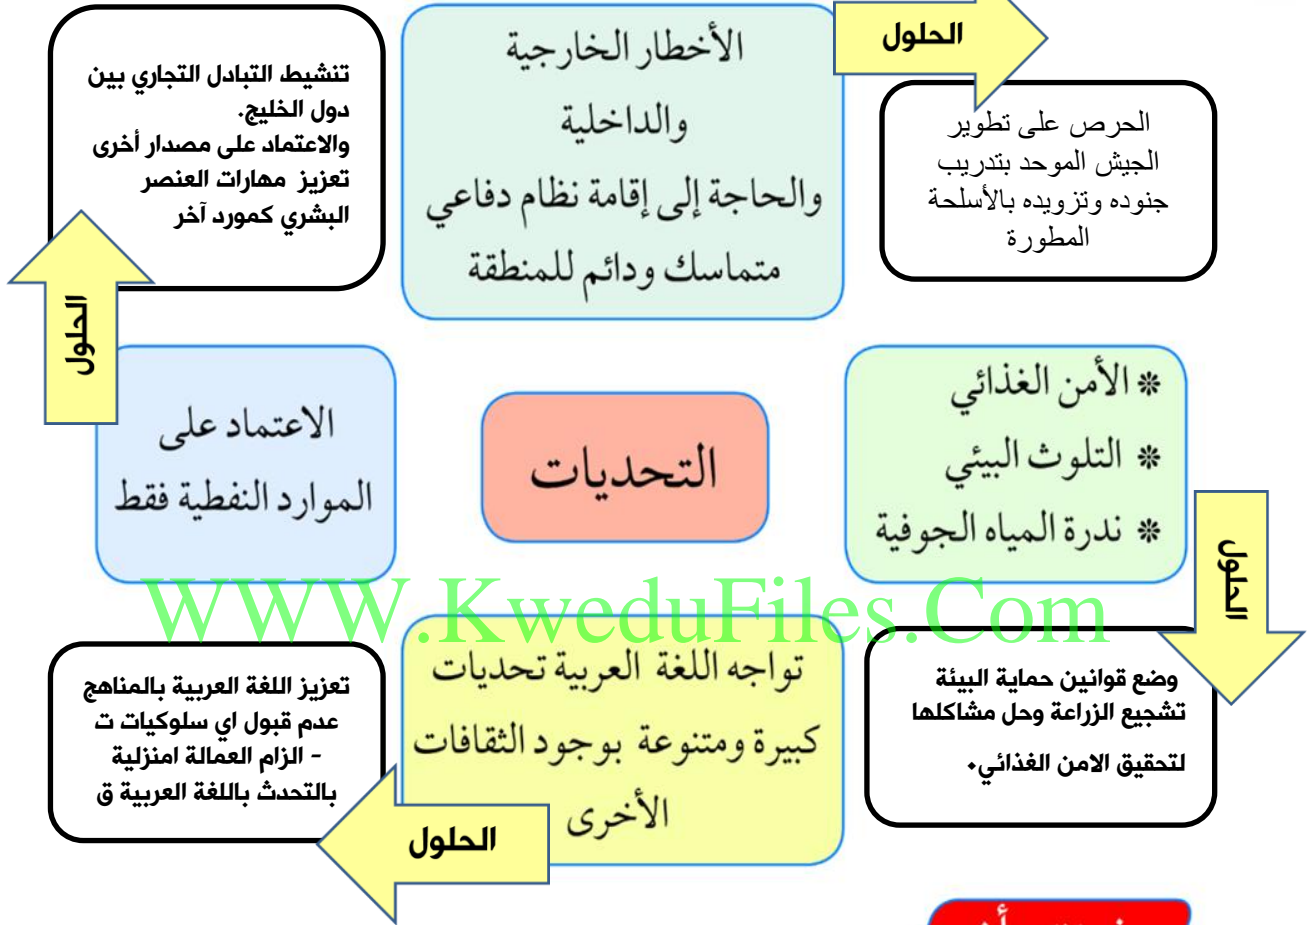 الأخطار الخارجية
والداخلية
والحاجة إلى إقامة نظام دفاعي
متماسك ودائم للمنطقة
الحلول
الحرص على تطوير
الجيش الموحد بتدريب
جنوده وتزويده بالأسلحة
المطورة
تنشيط التبادل التجاري بين
دول الخليج.
والاعتماد على مصدار أخرى
تعزيز مهارات العنصر
البشري كمورد آخر
الحلول
الاعتماد على
الموارد النفطية فقط
التحديات
* الأمن الغذائي
* التلوث البيئي
* ندرة المياه الجوفية
الحلول
وضع قوانين حماية البيئة
تشجيع الزراعة وحل مشاكلها
لتحقيق الامن الغذائي.
WWW.KweduFiles.Com
تواجه اللغة العربية تحديات
كبيرة ومتنوعة بوجود الثقافات
الأخرى
الحلول
تعزيز اللغة العربية بالمناهج
عدم قبول اي سلوكيات ت
- الزام العمالة امنزلية
بالتحدث باللغة العربية ق